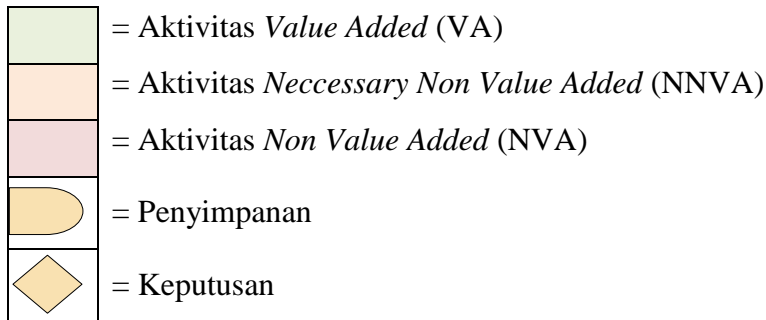 = Aktivitas Value Added (VA)
= Aktivitas Neccessary Non Value Added (NNVA)
= Aktivitas Non Value Added (NVA)
= Penyimpanan
= Keputusan